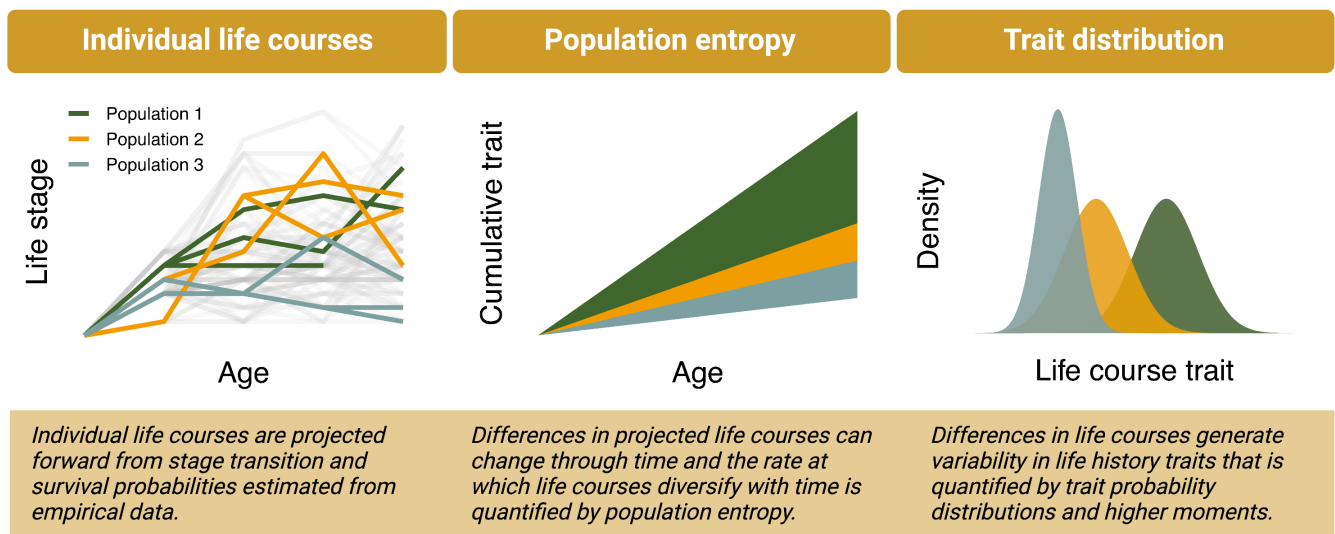 Individual life courses
Population entropy
Trait distribution
Population 1
Population 2
Population 3
Life stage
Age
Cumulative trait
Age
Density
Life course trait
Individual life courses are projected
forward from stage transition and
survival probabilities estimated from
empirical data.
Differences in projected life courses can
change through time and the rate at
which life courses diversify with time is
quantified by population entropy.
Differences in life courses generate
variability in life history traits that is
quantified by trait probability
distributions and higher moments.